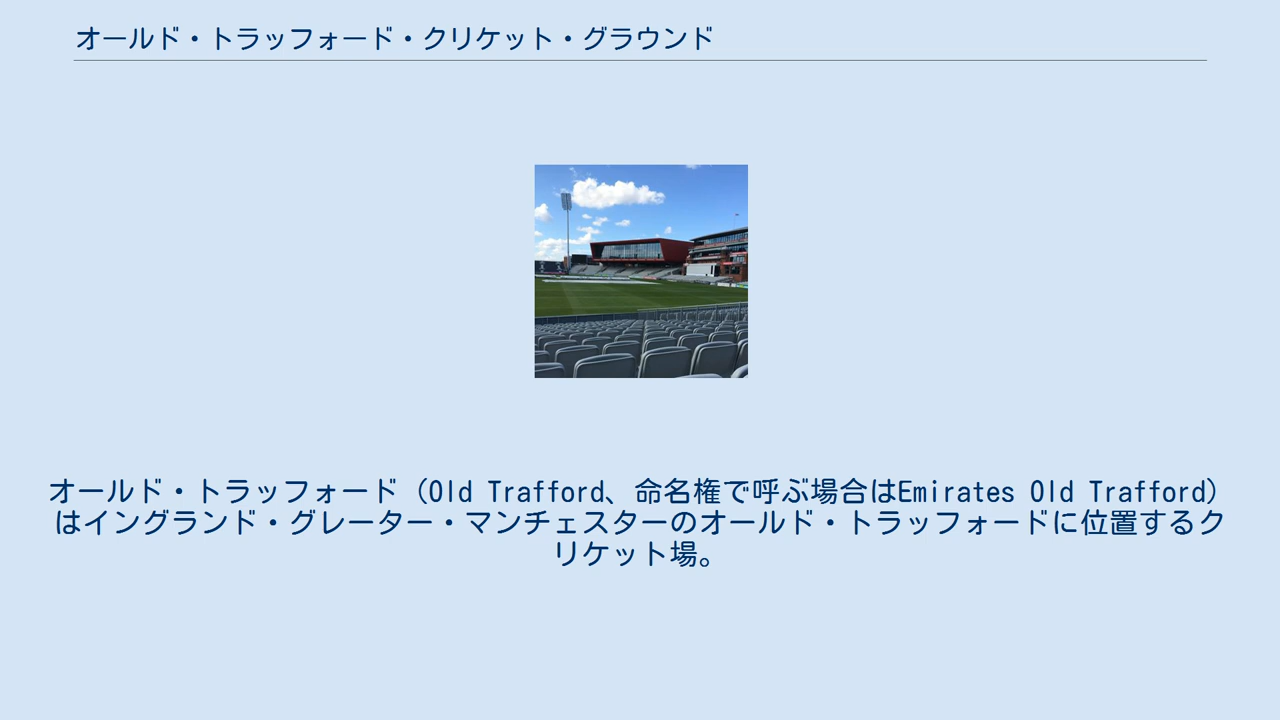 オールド・トラッフォード・クリケット・グラウンド
オールド・トラッフォード（Old Trafford、命名権で呼ぶ場合はEmirates Old Trafford）
はイングランド・グレーター・マンチェスターのオールド・トラッフォードに位置するク
リケット場。